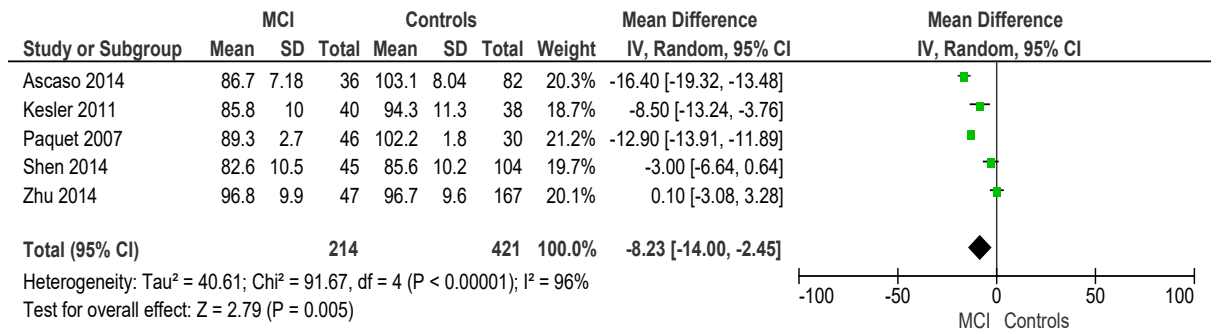 MCI Controls Mean Difference Mean Difference
Study or Subgroup Mean SD Total Mean SD Total Weight IV, Random, 95% CI IV, Random, 95% CI
Ascaso 2014 86.7 7.18 36 103.1 8.04 82 20.3% -16.40 [-19.32, -13.48]
Kesler 2011 85.8 10 40 94.3 11.3 38 18.7% -8.50 [-13.24, -3.76]
Paquet 2007 89.3 2.7 46 102.2 1.8 30 21.2% -12.90 [-13.91, -11.89]
Shen 2014 82.6 10.5 45 85.6 10.2 104 19.7% -3.00 [-6.64, 0.64]
Zhu 2014 96.8 9.9 47 96.7 9.6 167 20.1% 0.10 [-3.08, 3.28]
Total (95% CI) 214 421 100.0% -8.23 [-14.00, -2.45]
Heterogeneity: Tau² = 40.61; Chi² = 91.67, df = 4 (P < 0.00001); I² = 96%
Test for overall effect: Z = 2.79 (P = 0.005)
-100 -50 0 50 100
MCI Controls